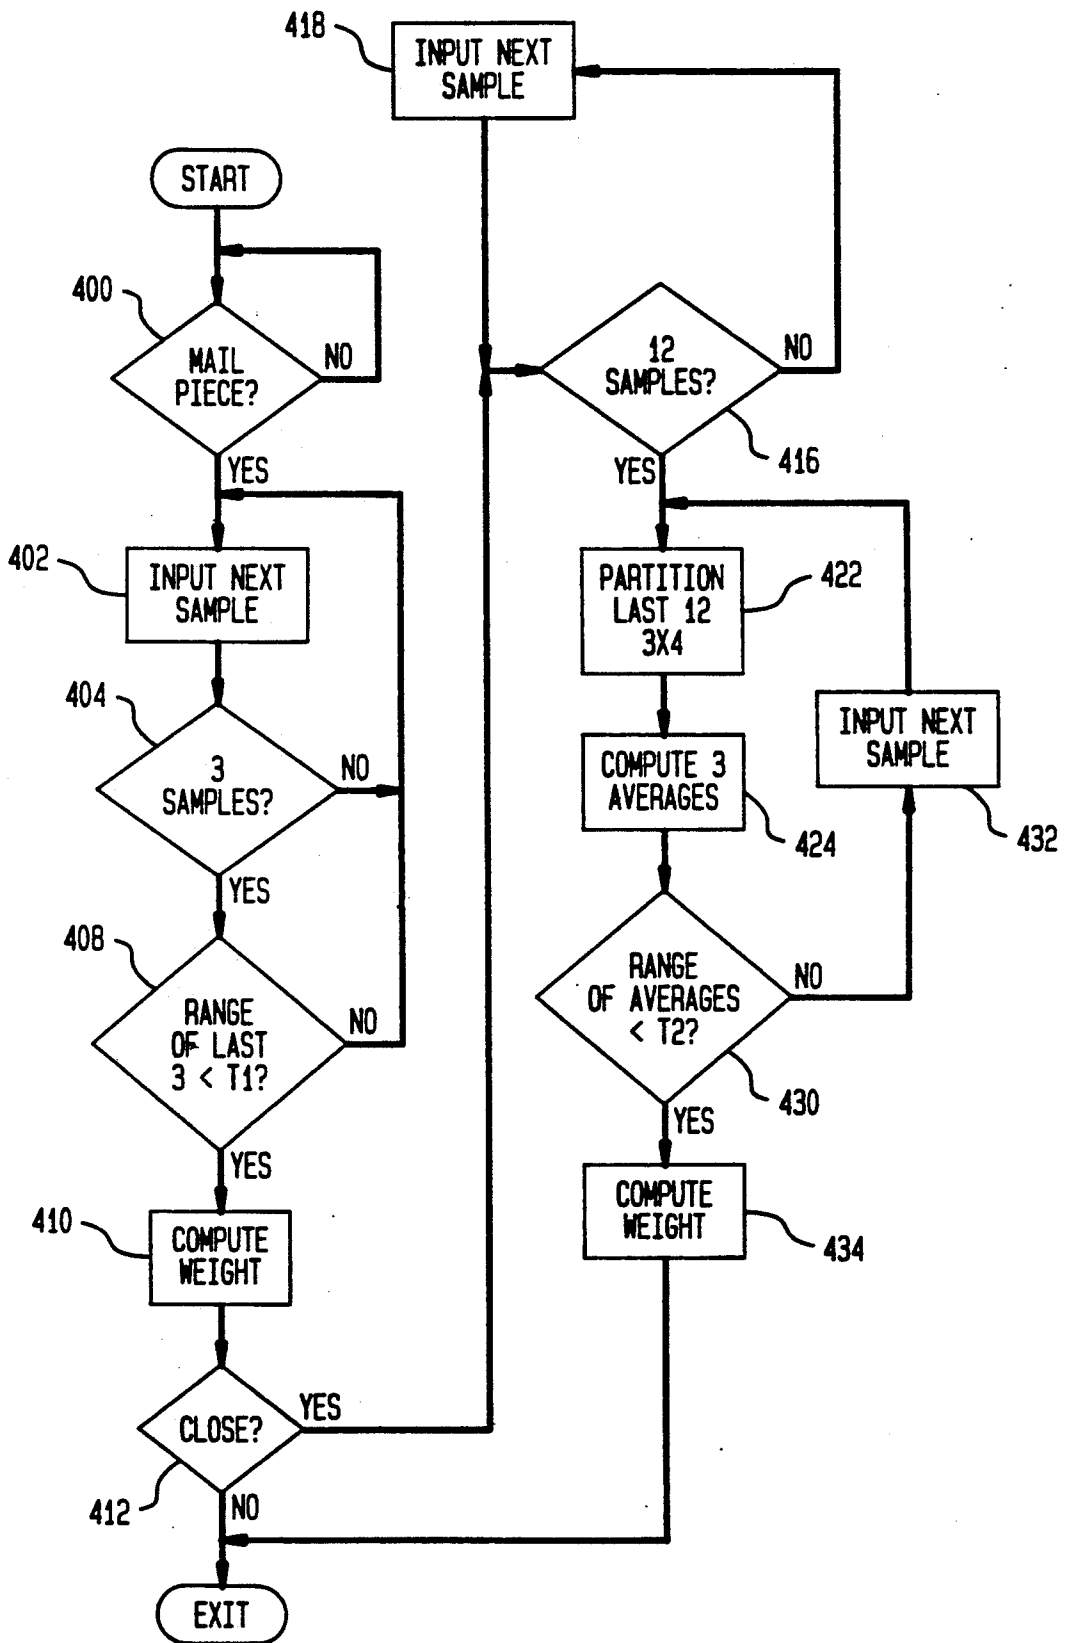 418
INPUT NEXT
SAMPLE
START
400
MAIL
PIECE?
NO
YES
402
INPUT NEXT
SAMPLE
404
3
SAMPLES?
NO
YES
408
RANGE
OF LAST
3 < T1?
NO
YES
410
COMPUTE
WEIGHT
CLOSE?
YES
412
NO
EXIT
12
SAMPLES?
NO
416
YES
PARTITION
LAST 12
3X4
422
COMPUTE 3
AVERAGES
424
INPUT NEXT
SAMPLE
432
RANGE
OF AVERAGES
< T2?
NO
430
YES
COMPUTE
WEIGHT
434